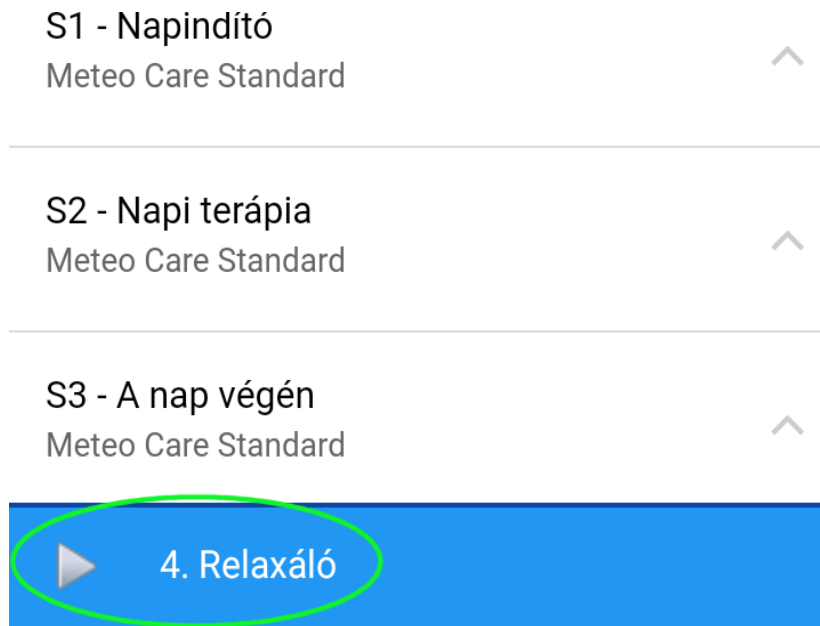 S1 - Napindító
Meteo Care Standard
S2 - Napi terápia
Meteo Care Standard
S3 - A nap végén
Meteo Care Standard
4. Relaxáló